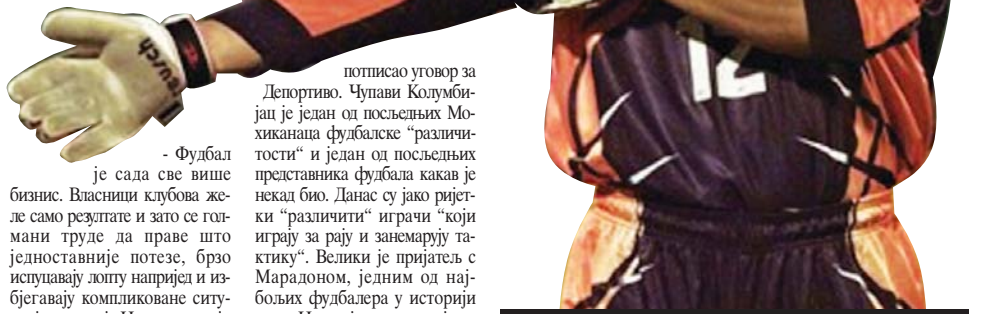 reusch
12
- Фудбал
је сада све више
бизнис. Власници клубова же-
ле само резултате и зато се гол-
мани труде да праве што
једноставније потезе, брзо
испуцавају лопту напријед и из-
бјегавају компликоване ситу-
потписао уговор за
Депортиво. Чупави Колумби-
јац је један од посљедњих Мо-
хиканаца фудбалске “различи-
тости“ и један од посљедњих
представника фудбала какав је
некад био. Данас су јако ријет-
ки “различити“ играчи “који
играју за рају и занемарују та-
ктику“. Велики је пријатељ с
Марадоном, једним од нај-
бољих фудбалера у историји